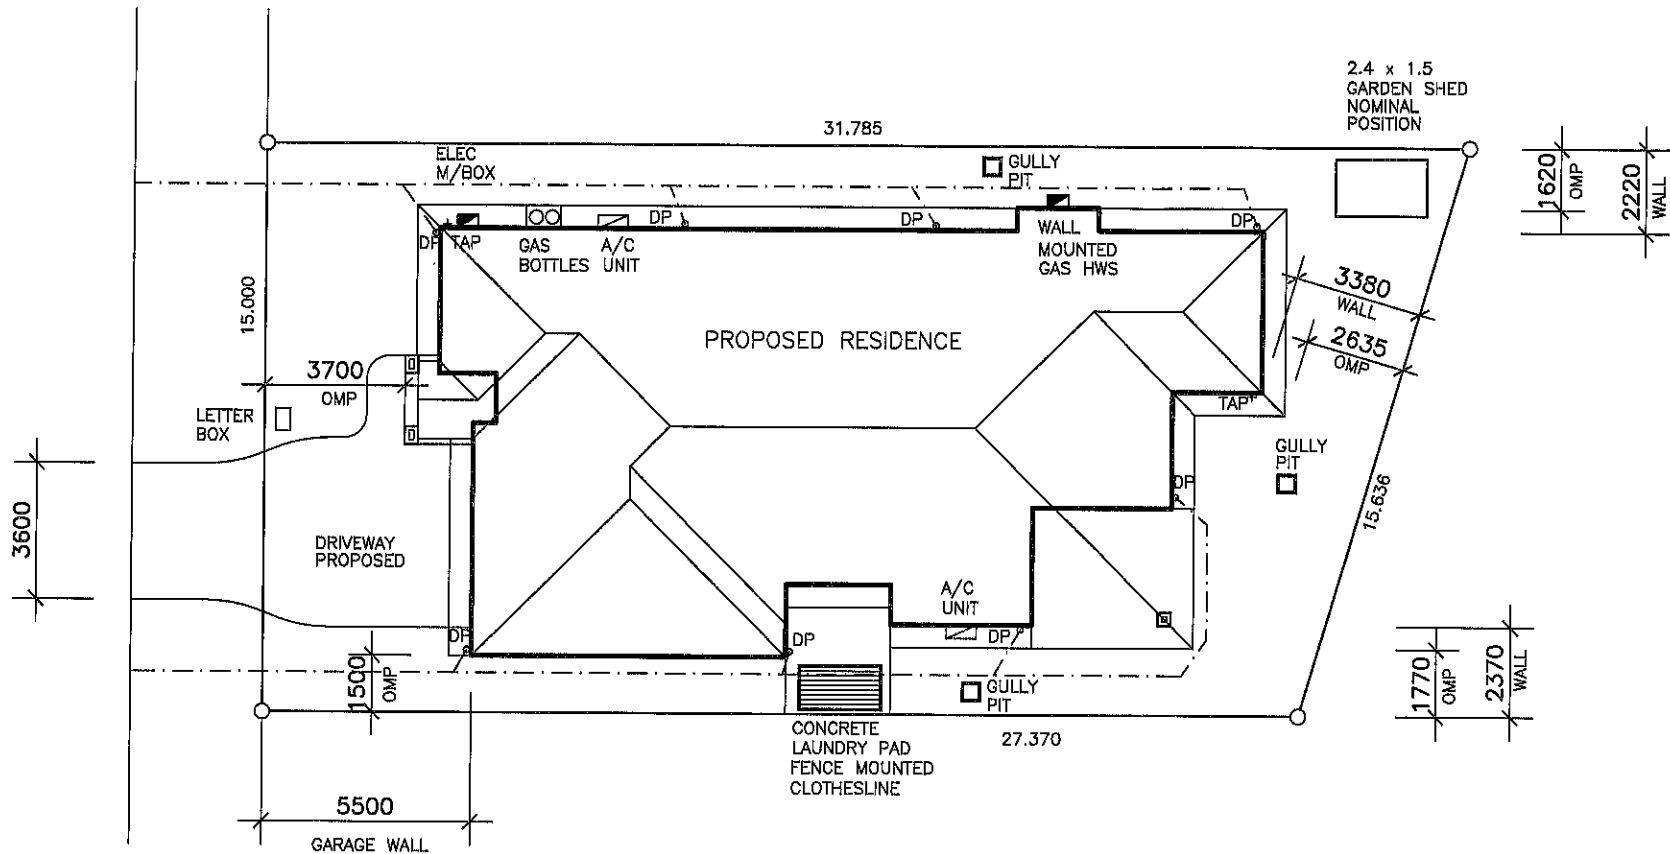 2.4 x 1.5
GARDEN SHED
NOMINAL
POSITION
31.785
ELEC
M/BOX
GULLY
PIT
1620
OMP
2220
WALL
DP
TAP
GAS
BOTTLES
A/C
UNIT
DP
DP
WALL
MOUNTED
GAS HWS
DP
15.000
3380
WALL
2635
OMP
PROPOSED RESIDENCE
3700
OMP
LETTER
BOX
TAP
GULLY
PIT
DP
15.636
3600
DRIVEWAY
PROPOSED
A/C
UNIT
DP
DP
DP
1500
OMP
GULLY
PIT
1770
OMP
2370
WALL
CONCRETE
LAUNDRY PAD
FENCE MOUNTED
CLOTHESLINE
27.370
5500
GARAGE WALL